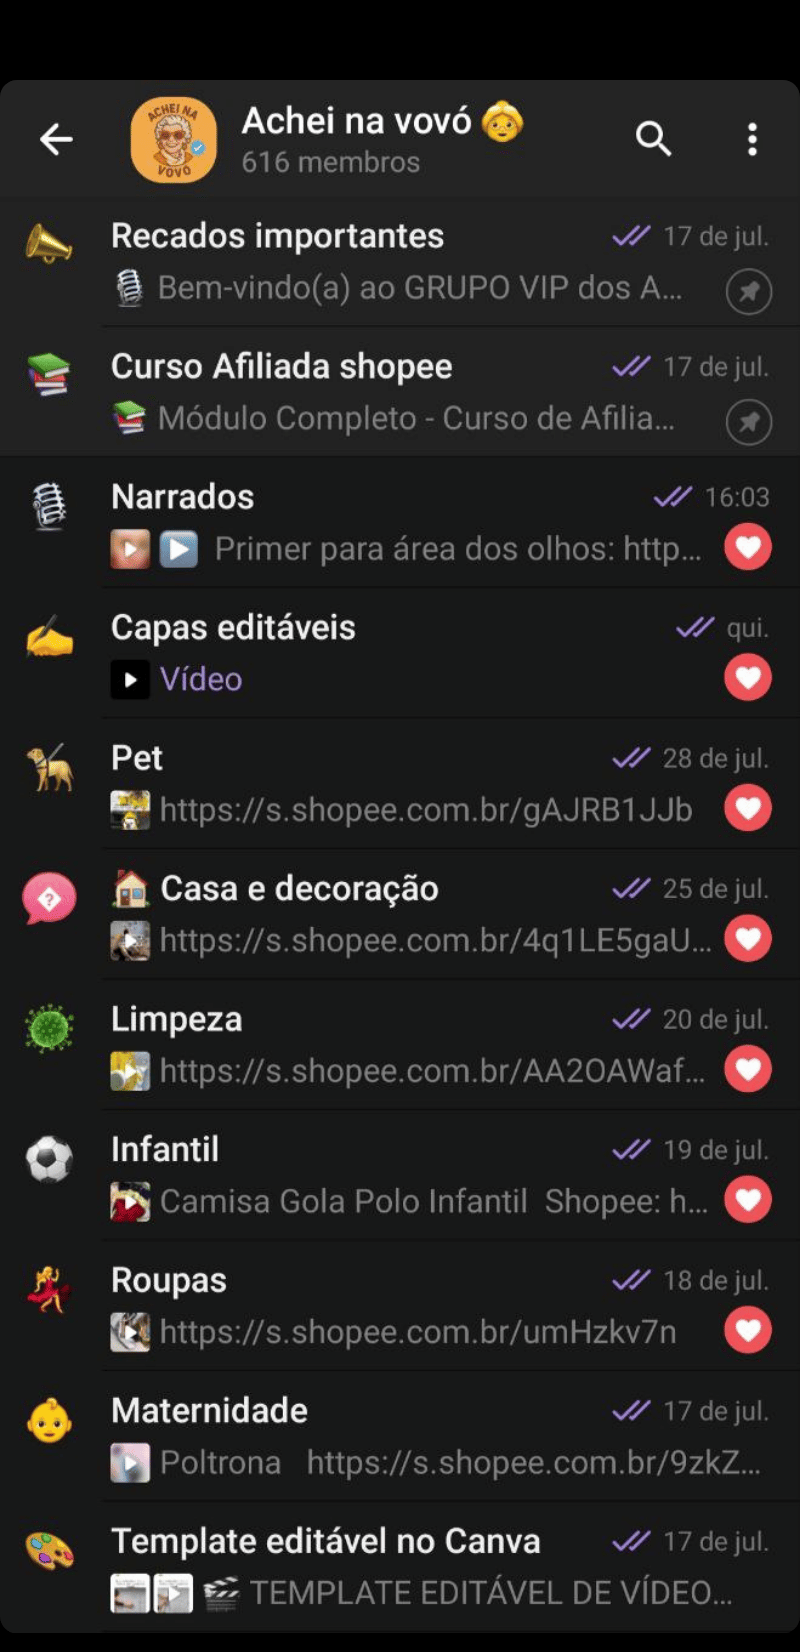 ACHEI NA
VOVO
Achei na vovó
616 membros
Recados importantes
17 de jul.
Bem-vindo(a) ao GRUPO VIP dos A...
Curso Afiliada shopee
17 de jul.
Módulo Completo - Curso de Afilia...
Narrados
16:03
Primer para área dos olhos: http...
Capas editáveis
qui.
Vídeo
Pet
28 de jul.
https://s.shopee.com.br/gAJRB1JJb
Casa e decoração
25 de jul.
https://s.shopee.com.br/4q1LE5gaU...
Limpeza
20 de jul.
https://s.shopee.com.br/AA2OAWaf...
Infantil
19 de jul.
Camisa Gola Polo Infantil Shopee: h...
Roupas
18 de jul.
https://s.shopee.com.br/umHzkv7n
Maternidade
17 de jul.
Poltrona https://s.shopee.com.br/9zkZ...
Template editável no Canva
17 de jul.
TEMPLATE EDITÁVEL DE VÍDEO...